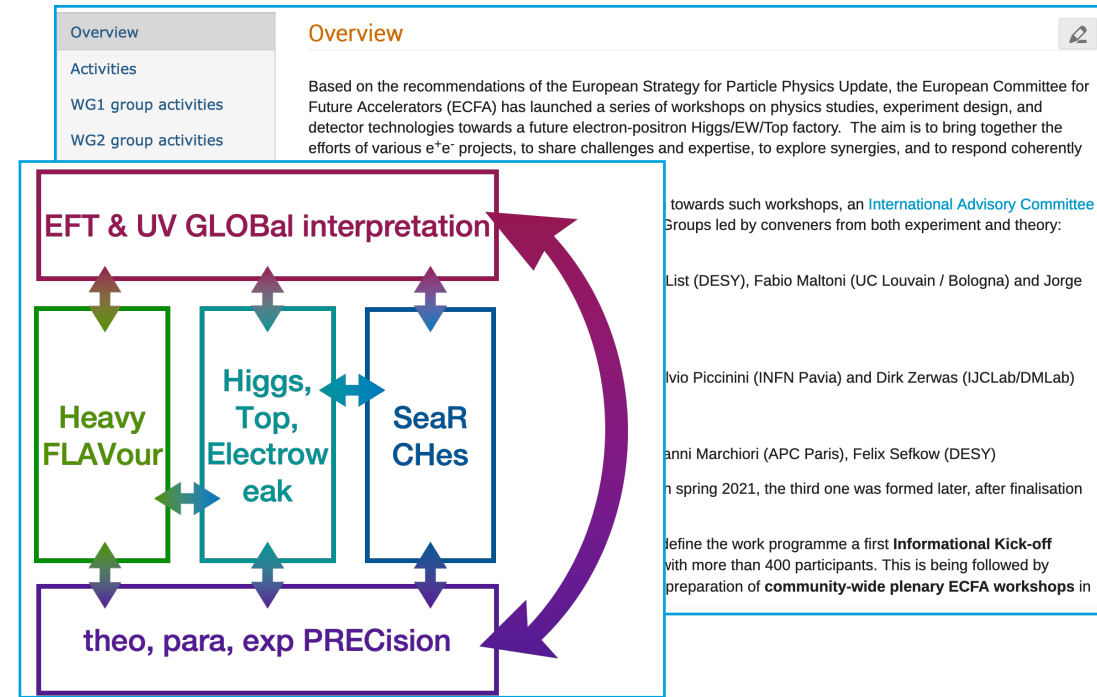 Overview
Activities
WG1 group activities
WG2 group activities
Overview
Based on the recommendations of the European Strategy for Particle Physics Update, the European Committee for
Future Accelerators (ECFA) has launched a series of workshops on physics studies, experiment design, and
detector technologies towards a future electron-positron Higgs/EW/Top factory.  The aim is to bring together the
efforts of various e⁺e⁻ projects, to share challenges and expertise, to explore synergies, and to respond coherently
towards such workshops, an International Advisory Committee
Groups led by conveners from both experiment and theory:
List (DESY), Fabio Maltoni (UC Louvain / Bologna) and Jorge
Piccinini (INFN Pavia) and Dirk Zerwas (IJCLab/DMLab)
Marchiori (APC Paris), Felix Sefkow (DESY)
spring 2021, the third one was formed later, after finalisation
define the work programme a first Informational Kick-off
with more than 400 participants. This is being followed by
preparation of community-wide plenary ECFA workshops in
EFT & UV GLOBal interpretation
Heavy
FLAVour
Higgs,
Top,
Electrow
eak
SeaR
CHes
theo, para, exp PRECision